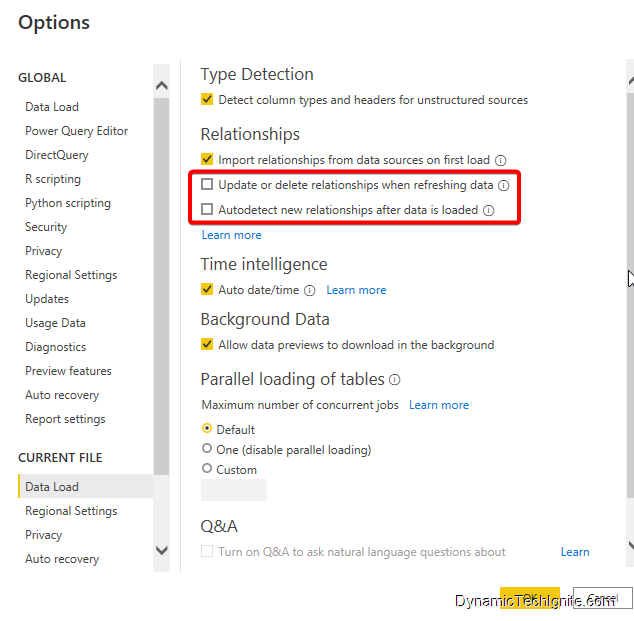 Options
GLOBAL
Data Load
Power Query Editor
DirectQuery
R scripting
Python scripting
Security
Privacy
Regional Settings
Updates
Usage Data
Diagnostics
Preview features
Auto recovery
Report settings
CURRENT FILE
Data Load
Regional Settings
Privacy
Auto recovery
Type Detection
Detect column types and headers for unstructured sources
Relationships
Import relationships from data sources on first load
Update or delete relationships when refreshing data
Autodetect new relationships after data is loaded
Learn more
Time intelligence
Auto date/time Learn more
Background Data
Allow data previews to download in the background
Parallel loading of tables
Maximum number of concurrent jobs Learn more
Default
One (disable parallel loading)
Custom
Q&A
Turn on Q&A to ask natural language questions about Learn
OK Cancel
DynamicTechIgnite.com